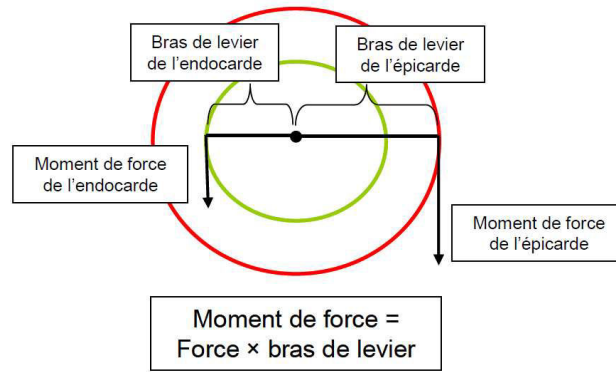 Bras de levier
de l'endocarde
Bras de levier
de l'épicarde
Moment de force
de l'endocarde
Moment de force
de l'épicarde
Moment de force =
Force × bras de levier